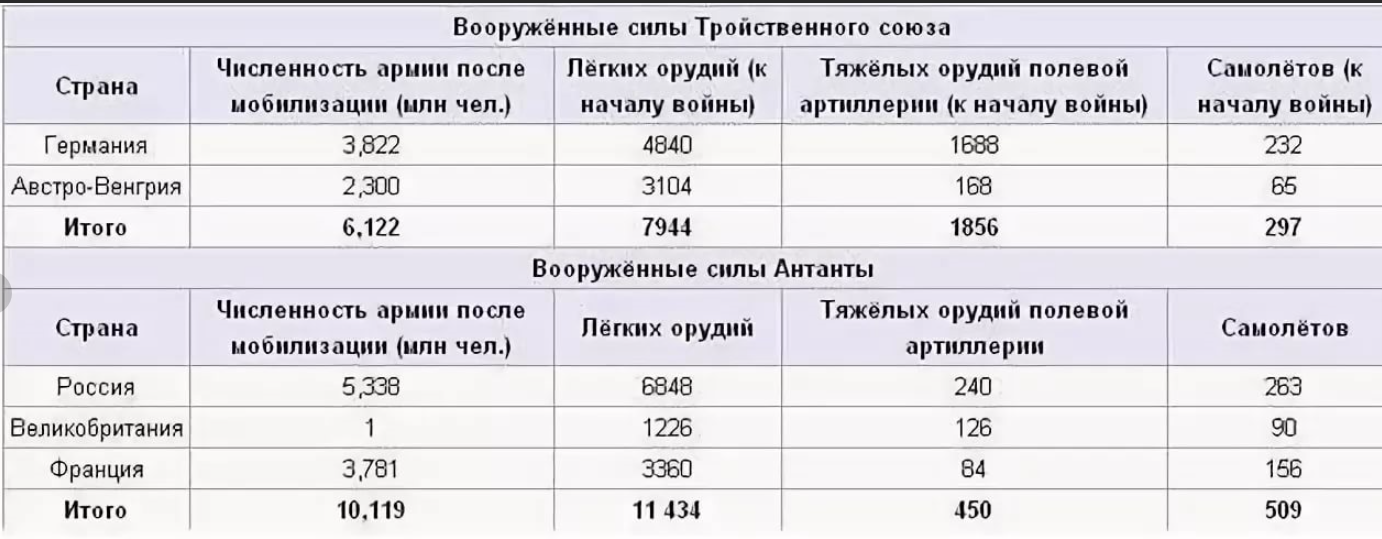 Вооружённые силы Тройственного союза
Страна Численность армии после мобилизации (млн чел.) Лёгких орудий (к началу войны) Тяжёлых орудий полевой артиллерии (к началу войны) Самолётов (к началу войны)
Германия 3,822 4840 1688 232
Австро-Венгрия 2,300 3104 168 65
Итого 6,122 7944 1856 297
Вооружённые силы Антанты
Страна Численность армии после мобилизации (млн чел.) Лёгких орудий Тяжёлых орудий полевой артиллерии Самолётов
Россия 5,338 6848 240 263
Великобритания 1 1226 126 90
Франция 3,781 3360 84 156
Итого 10,119 11 434 450 509